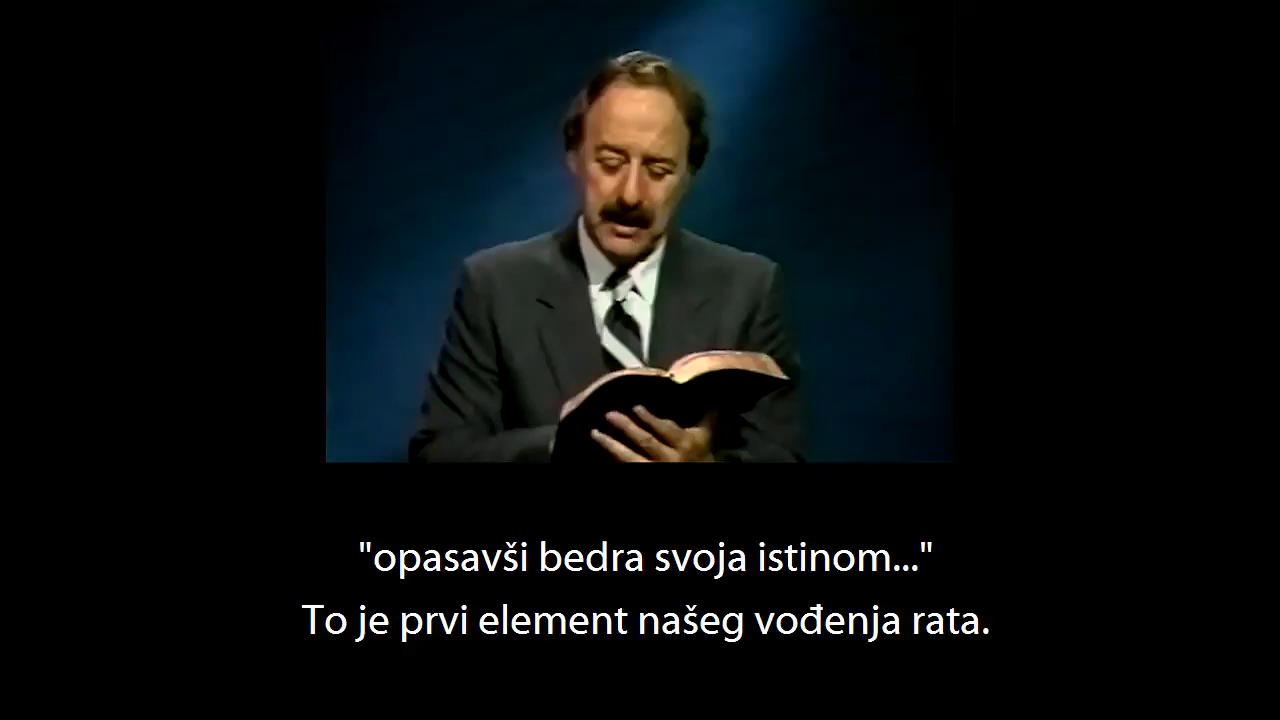 "opasavši bedra svoja istinom..."
To je prvi element našeg vođenja rata.